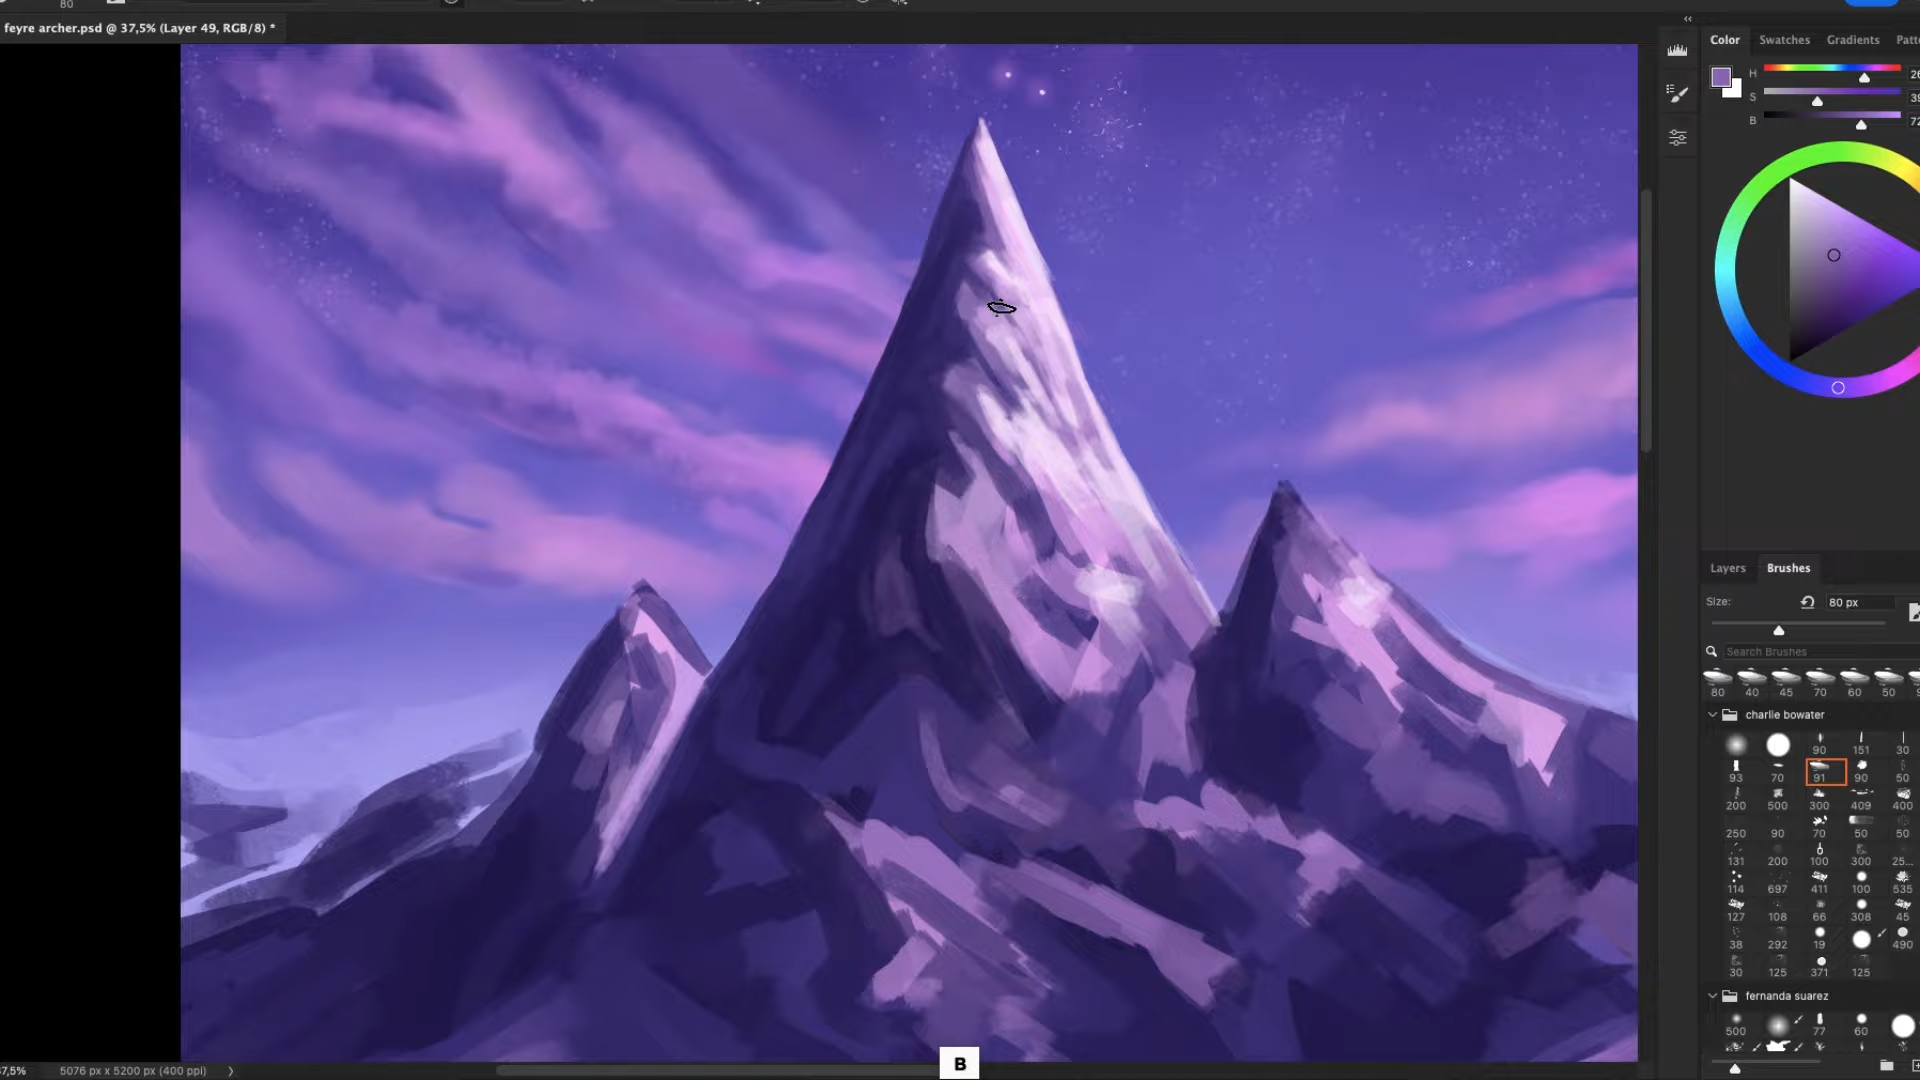 80
feyre archer.psd @ 37,5% (Layer 49, RGB/8) *
Color Swatches Gradients
H
S
B
Layers Brushes
Size: 80 px
Search Brushes
80 40 45 70 60 50
charlie bowater
90 151 30
93 70 91 90 50
200 500 300 409 400
250 90 70 50 50
131 200 100 300 25...
114 697 411 100 535
127 108 66 308 45
38 292 19 490
30 125 371 125
fernanda suarez
500 77 60
5076 px x 5200 px (400 ppi)
B